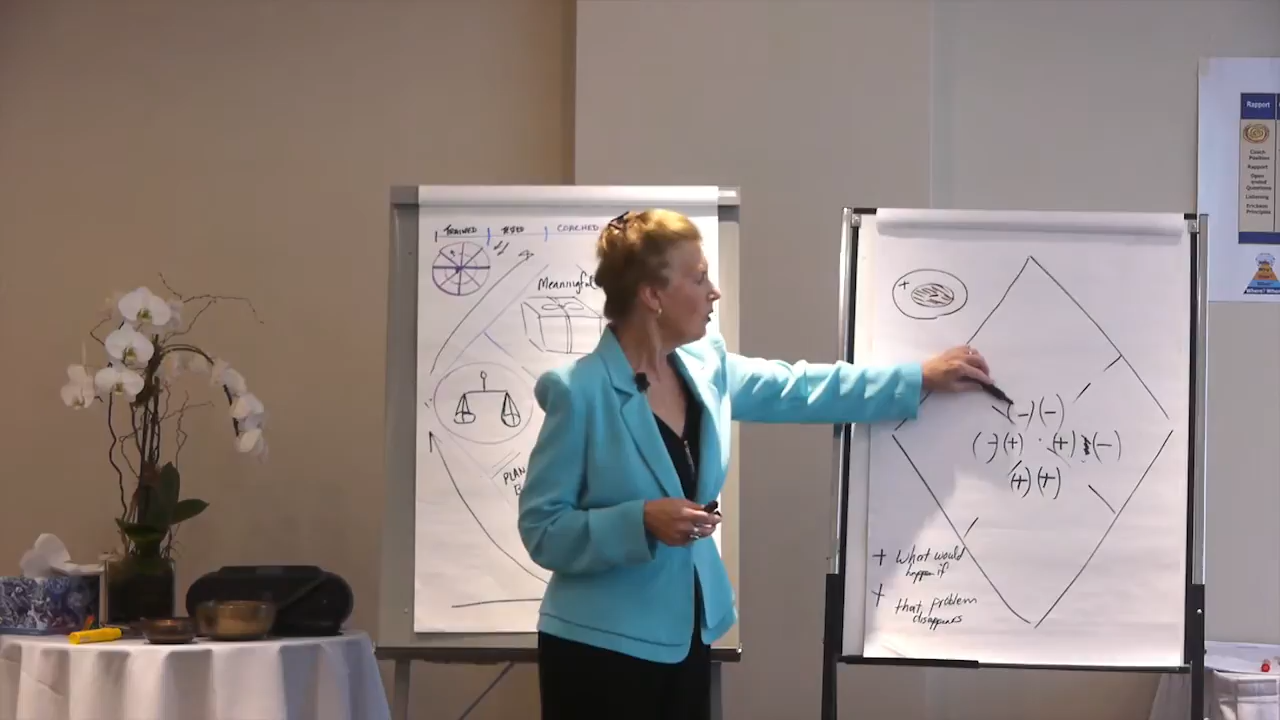 TRAINED
COACHED
Meaningful
PLAN
+
(-)(-)
(-)(+) · (+) (-)
(+)(+)
+ What would
happen if
+ that problem
disappears
Rapport
Coach
Position
Rapport
Open
ended
Questions
Listening
Erickson
Principles